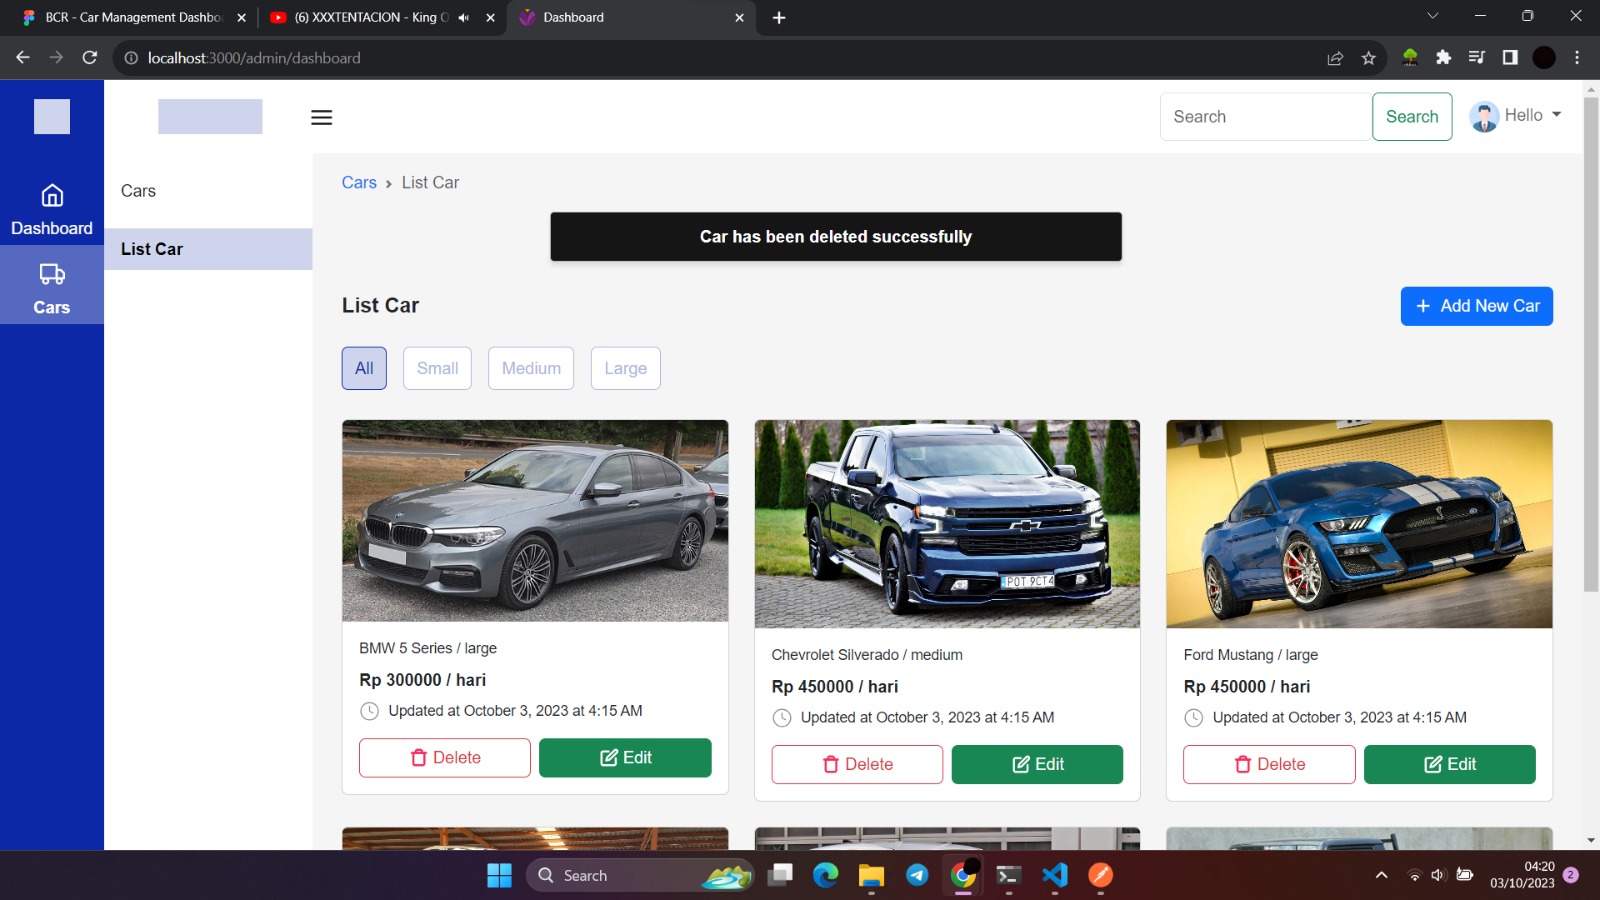 BCR - Car Management Dashbo
(6) XXXTENTACION - King O
Dashboard
localhost:3000/admin/dashboard
Search
Search
Hello
Dashboard
Cars
Cars
List Car
Cars › List Car
Car has been deleted successfully
List Car
+ Add New Car
All
Small
Medium
Large
POT 9CT4
BMW 5 Series / large
Rp 300000 / hari
Updated at October 3, 2023 at 4:15 AM
Delete
Edit
Chevrolet Silverado / medium
Rp 450000 / hari
Updated at October 3, 2023 at 4:15 AM
Delete
Edit
Ford Mustang / large
Rp 450000 / hari
Updated at October 3, 2023 at 4:15 AM
Delete
Edit
Search
04:20
03/10/2023
2